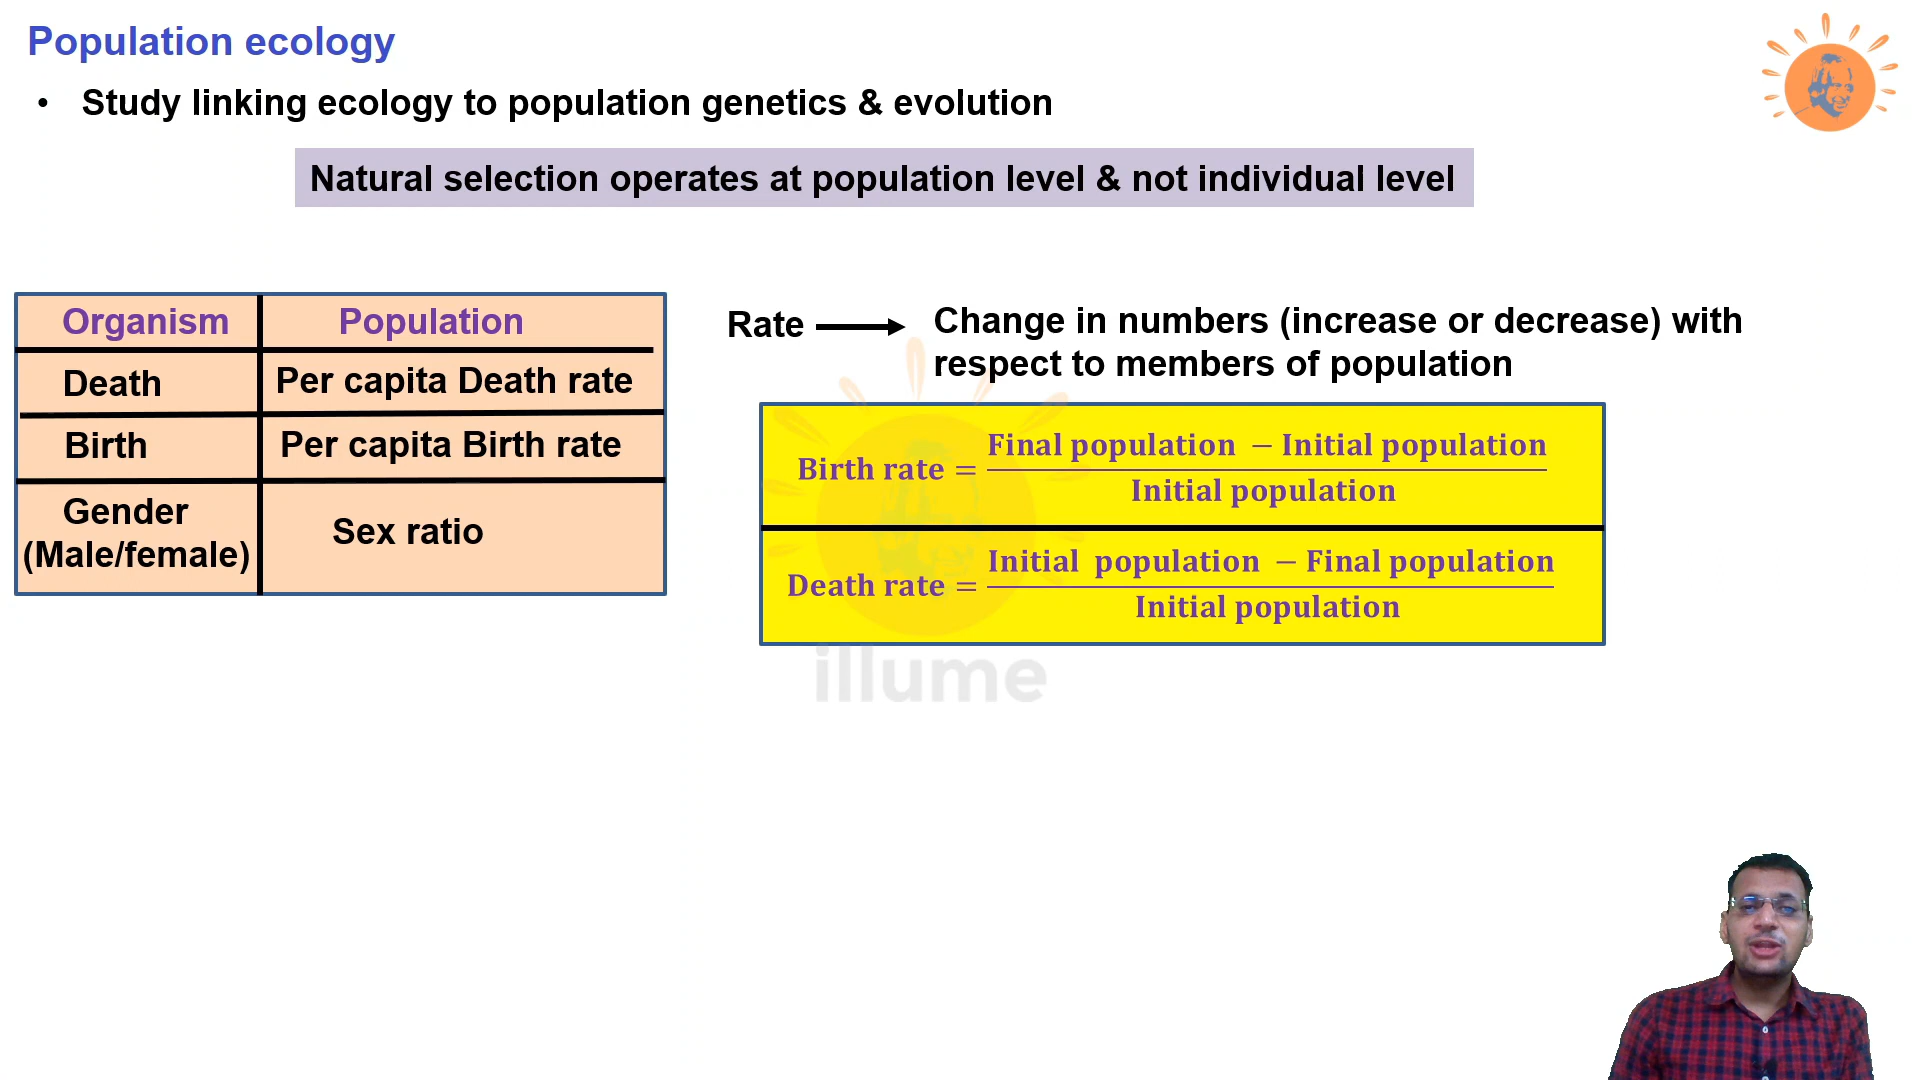 Population ecology
• Study linking ecology to population genetics & evolution
Natural selection operates at population level & not individual level
Organism Population
Death Per capita Death rate
Birth Per capita Birth rate
Gender
(Male/female) Sex ratio
Rate → Change in numbers (increase or decrease) with
respect to members of population
Birth rate = Final population − Initial population
Initial population
Death rate = Initial population − Final population
Initial population
illume